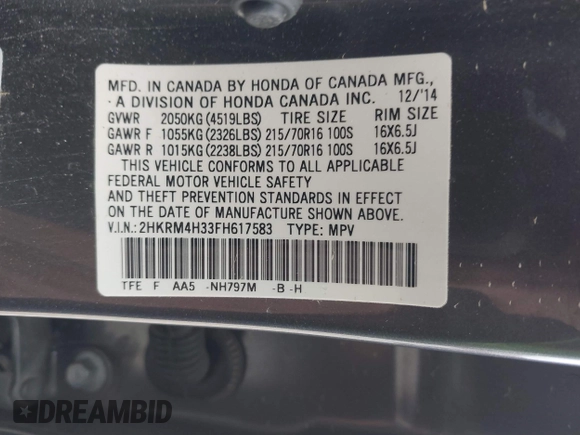 MFD. IN CANADA BY HONDA OF CANADA MFG.,
A DIVISION OF HONDA CANADA INC. 12/'14
GVWR 2050KG (4519LBS) TIRE SIZE RIM SIZE
GAWR F 1055KG (2326LBS) 215/70R16 100S 16X6.5J
GAWR R 1015KG (2238LBS) 215/70R16 100S 16X6.5J
THIS VEHICLE CONFORMS TO ALL APPLICABLE
FEDERAL MOTOR VEHICLE SAFETY
AND THEFT PREVENTION STANDARDS IN EFFECT
ON THE DATE OF MANUFACTURE SHOWN ABOVE.
V.I.N.: 2HKRM4H33FH617583 TYPE: MPV
TFE F AA5 -NH797M -B -H
DREAMBID